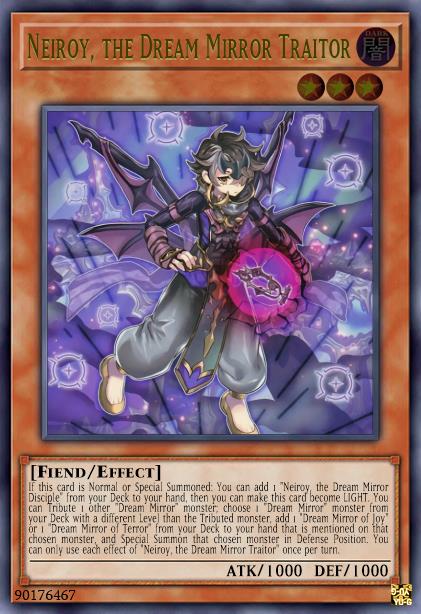 Neiroy, the Dream Mirror Traitor
DARK
闇
[Fiend/Effect]
If this card is Normal or Special Summoned: You can add 1 "Neiroy, the Dream Mirror
Disciple" from your Deck to your hand, then you can make this card become LIGHT. You
can Tribute 1 other "Dream Mirror" monster; choose 1 "Dream Mirror" monster from
your Deck with a different Level than the Tributed monster, add 1 "Dream Mirror of Joy"
or 1 "Dream Mirror of Terror" from your Deck to your hand that is mentioned on that
chosen monster, and Special Summon that chosen monster in Defense Position. You
can only use each effect of "Neiroy, the Dream Mirror Traitor" once per turn.
ATK/1000 DEF/1000
90176467